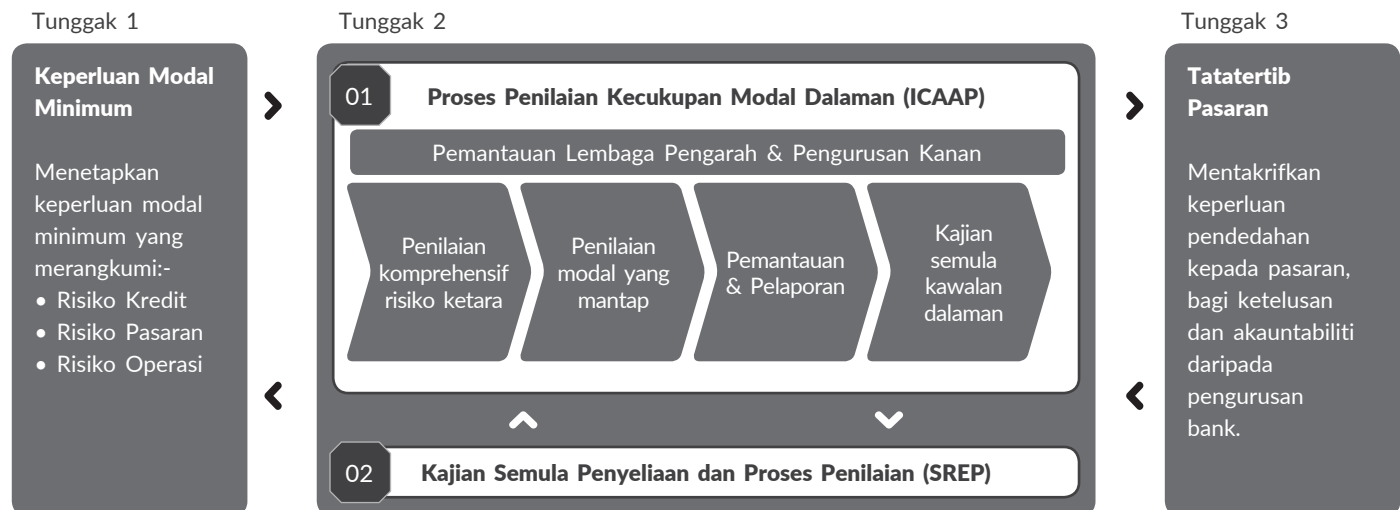 Tunggak 1
Keperluan Modal
Minimum
Menetapkan
keperluan modal
minimum yang
merangkumi:-
• Risiko Kredit
• Risiko Pasaran
• Risiko Operasi
Tunggak 2
01
Proses Penilaian Kecukupan Modal Dalaman (ICAAP)
Pemantauan Lembaga Pengarah & Pengurusan Kanan
Penilaian
komprehensif
risiko ketara
Penilaian
modal yang
mantap
Pemantauan
& Pelaporan
Kajian
semula
kawalan
dalaman
02
Kajian Semula Penyeliaan dan Proses Penilaian (SREP)
Tunggak 3
Tatatertib
Pasaran
Mentakrifkan
keperluan
pendedahan
kepada pasaran,
bagi ketelusan
dan akauntabiliti
daripada
pengurusan
bank.